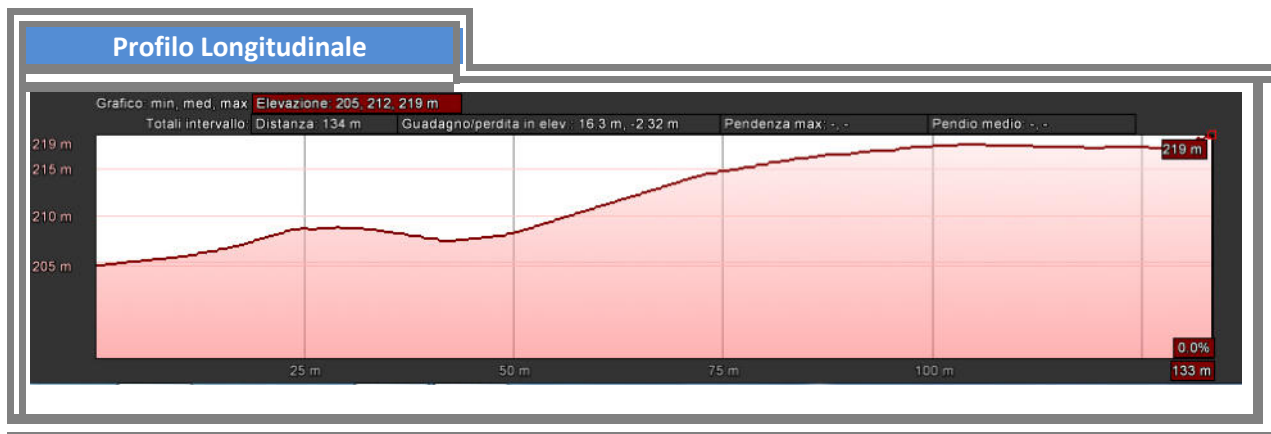 Profilo Longitudinale
Grafico: min, med, max Elevazione: 205, 212, 219 m
Totali intervallo: Distanza: 134 m Guadagno/perdita in elev.: 16.3 m, -2.32 m Pendenza max: -, - Pendio medio: -, -
219 m
219 m
215 m
210 m
205 m
0.0%
25 m 50 m 75 m 100 m 133 m